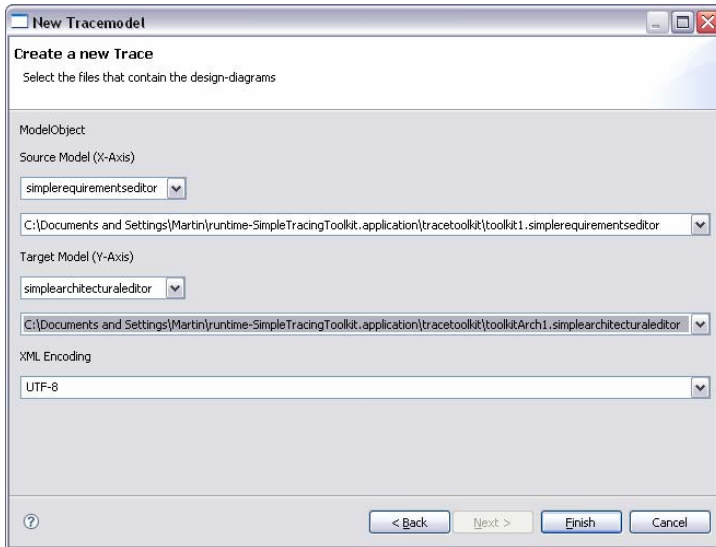 New Tracemodel
Create a new Trace
Select the files that contain the design-diagrams
ModelObject
Source Model (X-Axis)
simplerequirementseditor
C:\Documents and Settings\Martin\runtime-SimpleTracingToolkit.application\tracetoolkit\toolkit1.simplerequirementseditor
Target Model (Y-Axis)
simplearchitecturaleditor
C:\Documents and Settings\Martin\runtime-SimpleTracingToolkit.application\tracetoolkit\toolkitArch1.simplearchitecturaleditor
XML Encoding
UTF-8
? < Back Next > Finish Cancel